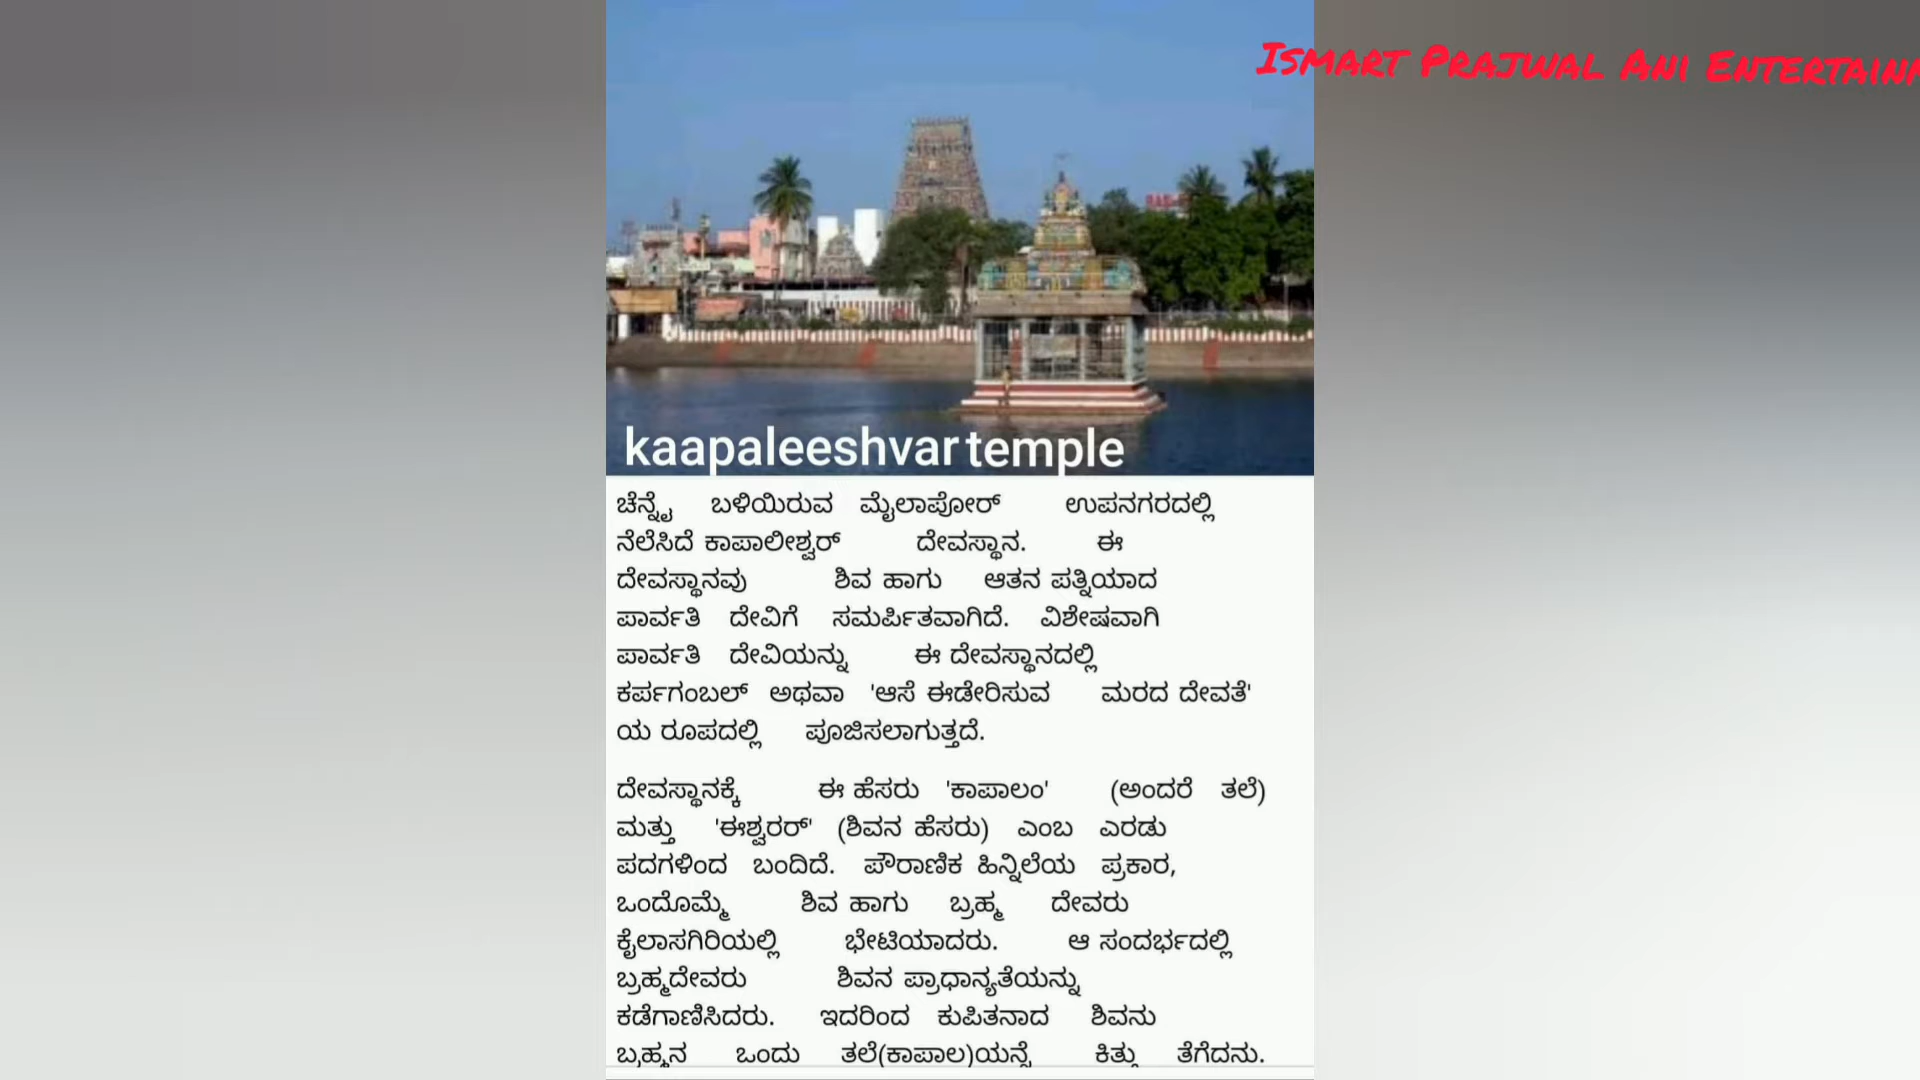 Ismart Prajwal Ani Entertainm
kaapaleeshvar temple
ಚೆನ್ನೈ ಬಳಿಯಿರುವ ಮೈಲಾಪೋರ್ ಉಪನಗರದಲ್ಲಿ
ನೆಲೆಸಿದೆ ಕಾಪಾಲೀಶ್ವರ್ ದೇವಸ್ಥಾನ. ಈ
ದೇವಸ್ಥಾನವು ಶಿವ ಹಾಗು ಆತನ ಪತ್ನಿಯಾದ
ಪಾರ್ವತಿ ದೇವಿಗೆ ಸಮರ್ಪಿತವಾಗಿದೆ. ವಿಶೇಷವಾಗಿ
ಪಾರ್ವತಿ ದೇವಿಯನ್ನು ಈ ದೇವಸ್ಥಾನದಲ್ಲಿ
ಕರ್ಪಗಂಬಲ್ ಅಥವಾ 'ಆಸೆ ಈಡೇರಿಸುವ ಮರದ ದೇವತೆ'
ಯ ರೂಪದಲ್ಲಿ ಪೂಜಿಸಲಾಗುತ್ತದೆ.
ದೇವಸ್ಥಾನಕ್ಕೆ ಈ ಹೆಸರು 'ಕಾಪಾಲಂ' (ಅಂದರೆ ತಲೆ)
ಮತ್ತು 'ಈಶ್ವರರ್' (ಶಿವನ ಹೆಸರು) ಎಂಬ ಎರಡು
ಪದಗಳಿಂದ ಬಂದಿದೆ. ಪೌರಾಣಿಕ ಹಿನ್ನಿಲೆಯ ಪ್ರಕಾರ,
ಒಂದೊಮ್ಮೆ ಶಿವ ಹಾಗು ಬ್ರಹ್ಮ ದೇವರು
ಕೈಲಾಸಗಿರಿಯಲ್ಲಿ ಭೇಟಿಯಾದರು. ಆ ಸಂದರ್ಭದಲ್ಲಿ
ಬ್ರಹ್ಮದೇವರು ಶಿವನ ಪ್ರಾಧಾನ್ಯತೆಯನ್ನು
ಕಡೆಗಾಣಿಸಿದರು. ಇದರಿಂದ ಕುಪಿತನಾದ ಶಿವನು
ಬ್ರಹ್ಮನ ಒಂದು ತಲೆ(ಕಾಪಾಲ)ಯನ್ನೆ ಕಿತ್ತು ತೆಗೆದನು.